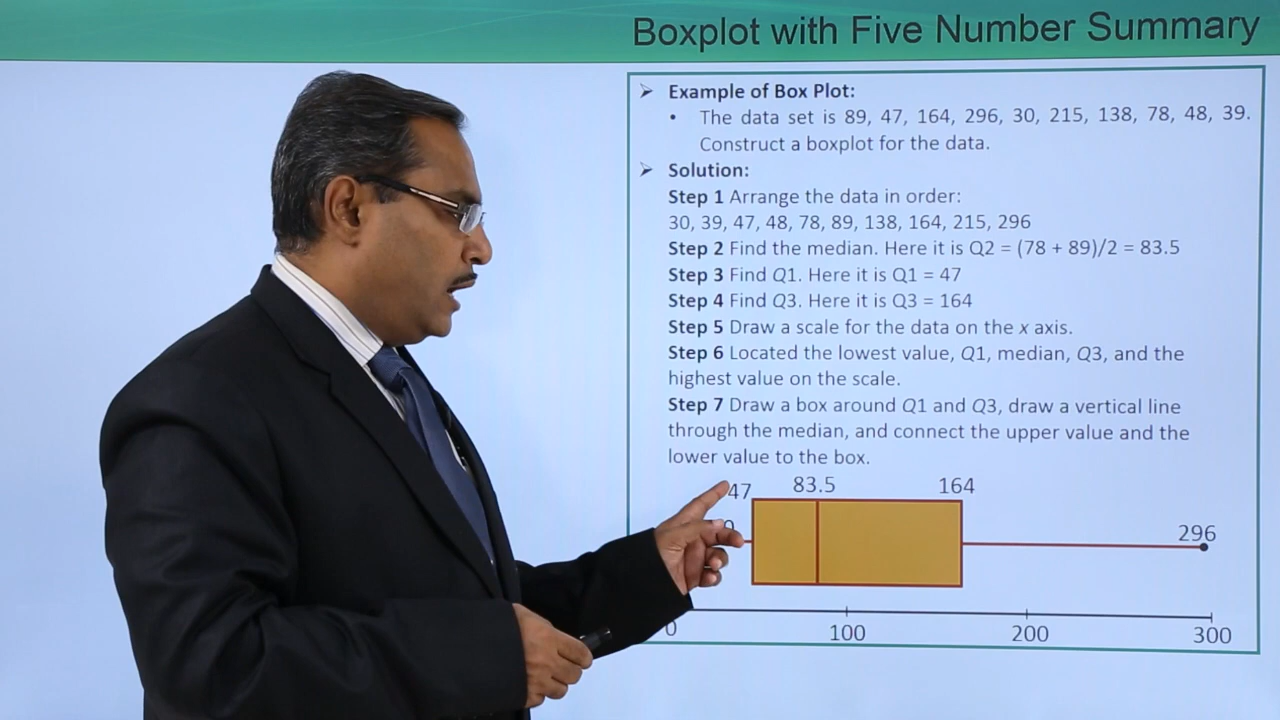 Boxplot with Five Number Summary
Example of Box Plot:
• The data set is 89, 47, 164, 296, 30, 215, 138, 78, 48, 39.
Construct a boxplot for the data.
Solution:
Step 1 Arrange the data in order:
30, 39, 47, 48, 78, 89, 138, 164, 215, 296
Step 2 Find the median. Here it is Q2 = (78 + 89)/2 = 83.5
Step 3 Find Q1. Here it is Q1 = 47
Step 4 Find Q3. Here it is Q3 = 164
Step 5 Draw a scale for the data on the x axis.
Step 6 Located the lowest value, Q1, median, Q3, and the
highest value on the scale.
Step 7 Draw a box around Q1 and Q3, draw a vertical line
through the median, and connect the upper value and the
lower value to the box.
47 83.5 164
296
0 100 200 300